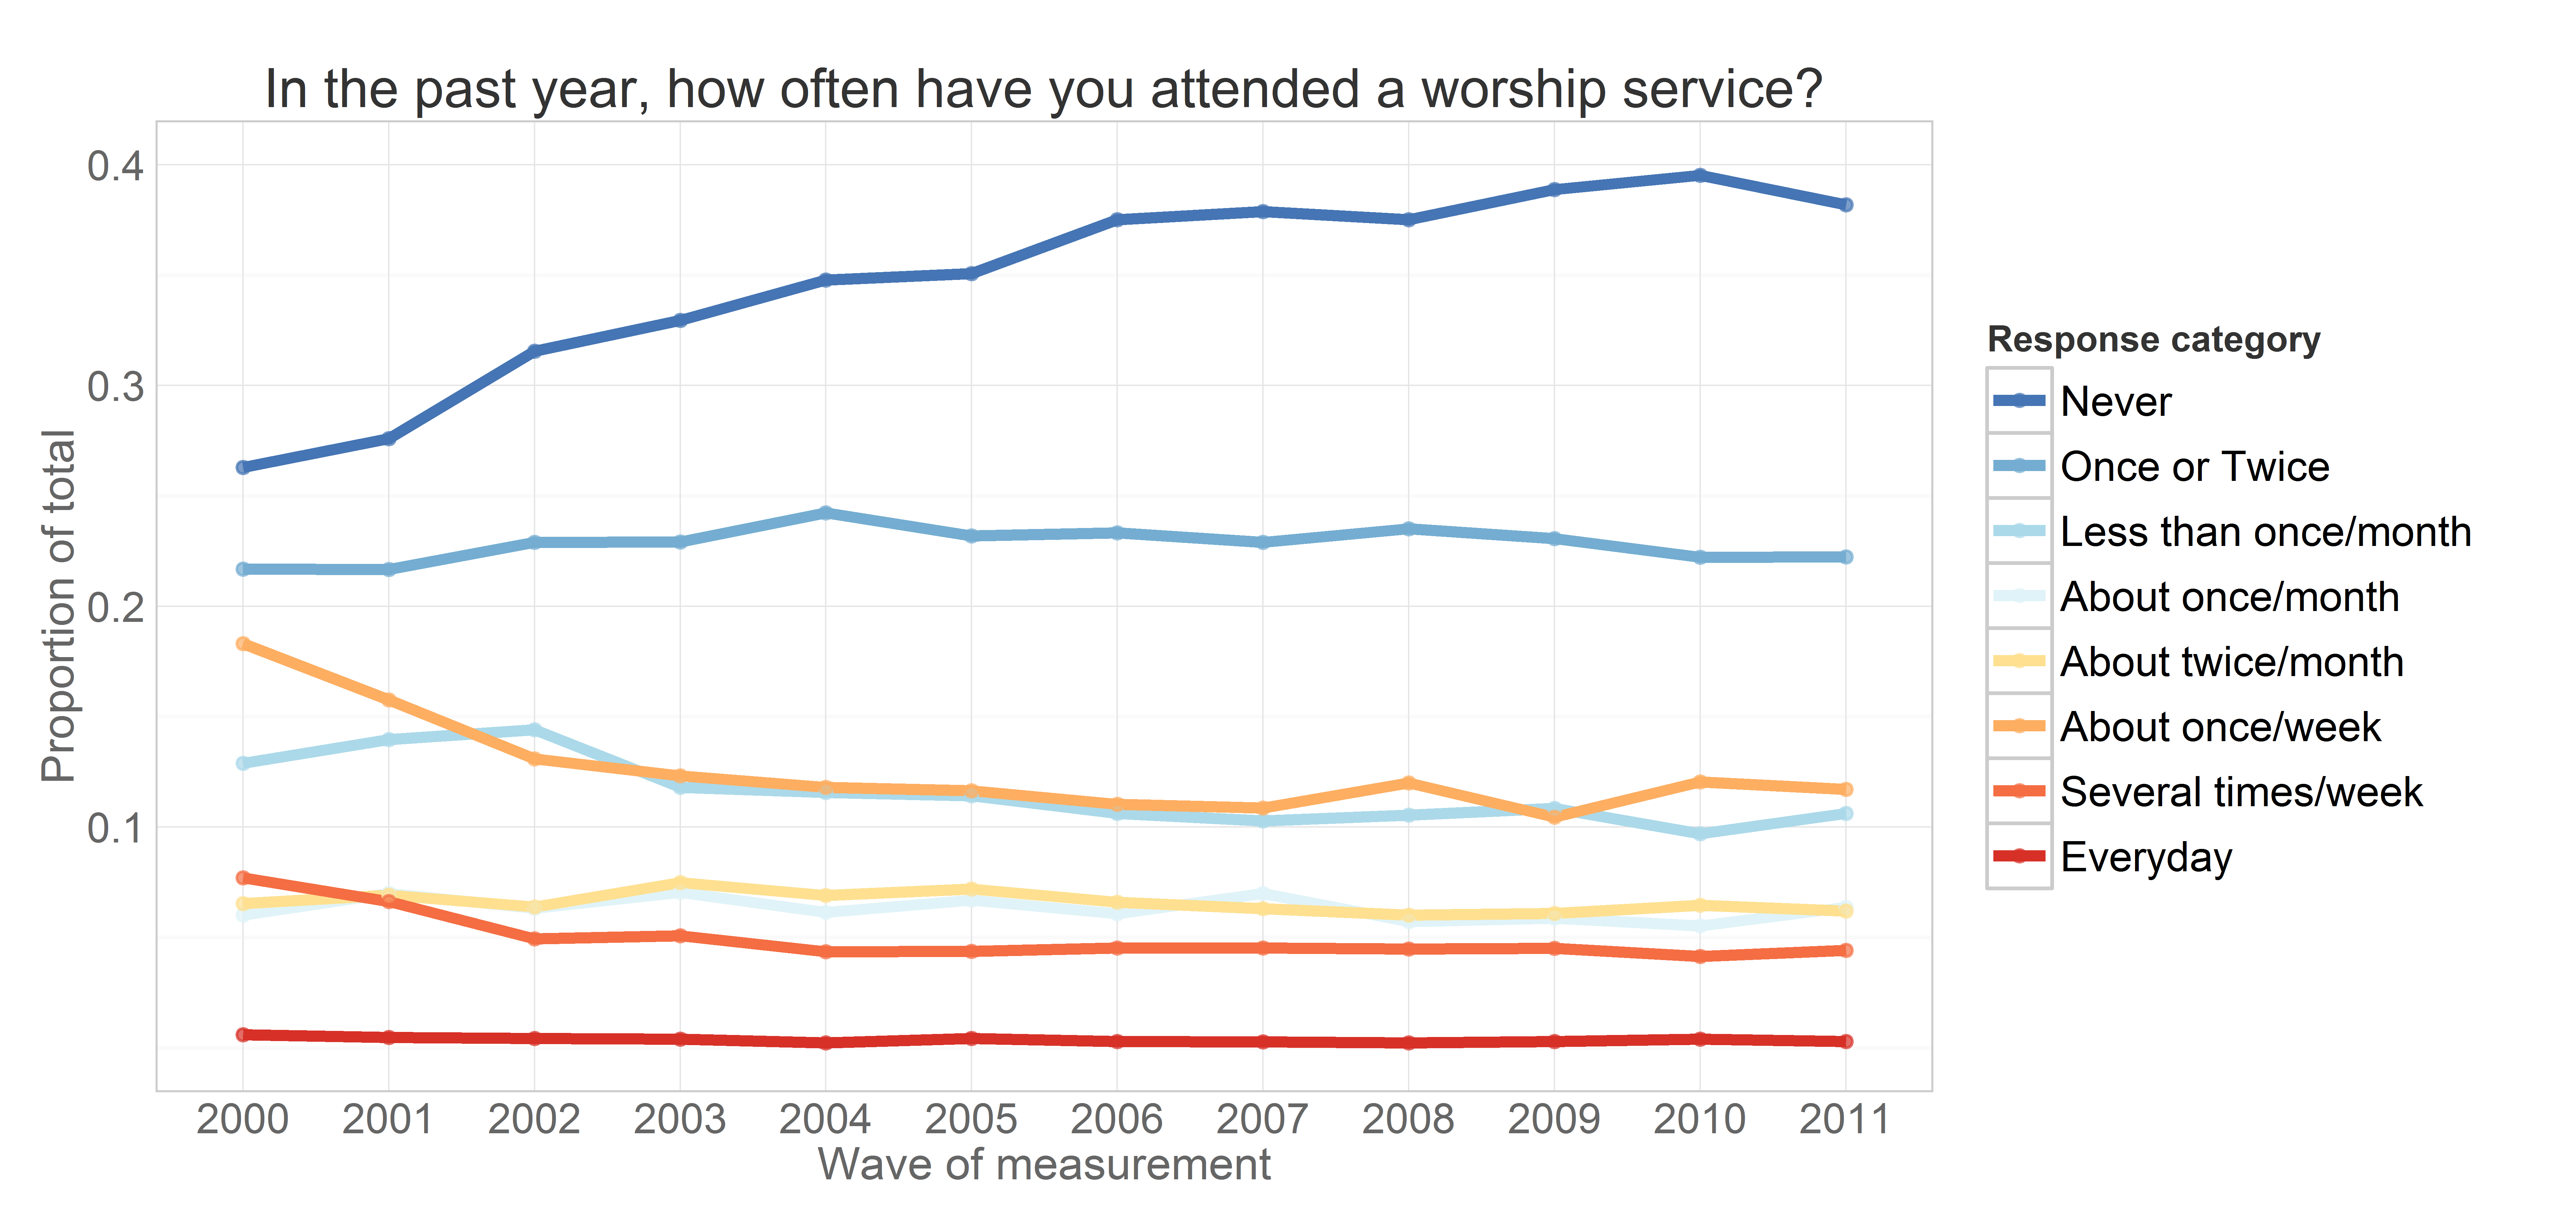 In the past year, how often have you attended a worship service?
0.4
0.3
0.2
0.1
Proportion of total
2000 2001 2002 2003 2004 2005 2006 2007 2008 2009 2010 2011
Wave of measurement
Response category
Never
Once or Twice
Less than once/month
About once/month
About twice/month
About once/week
Several times/week
Everyday